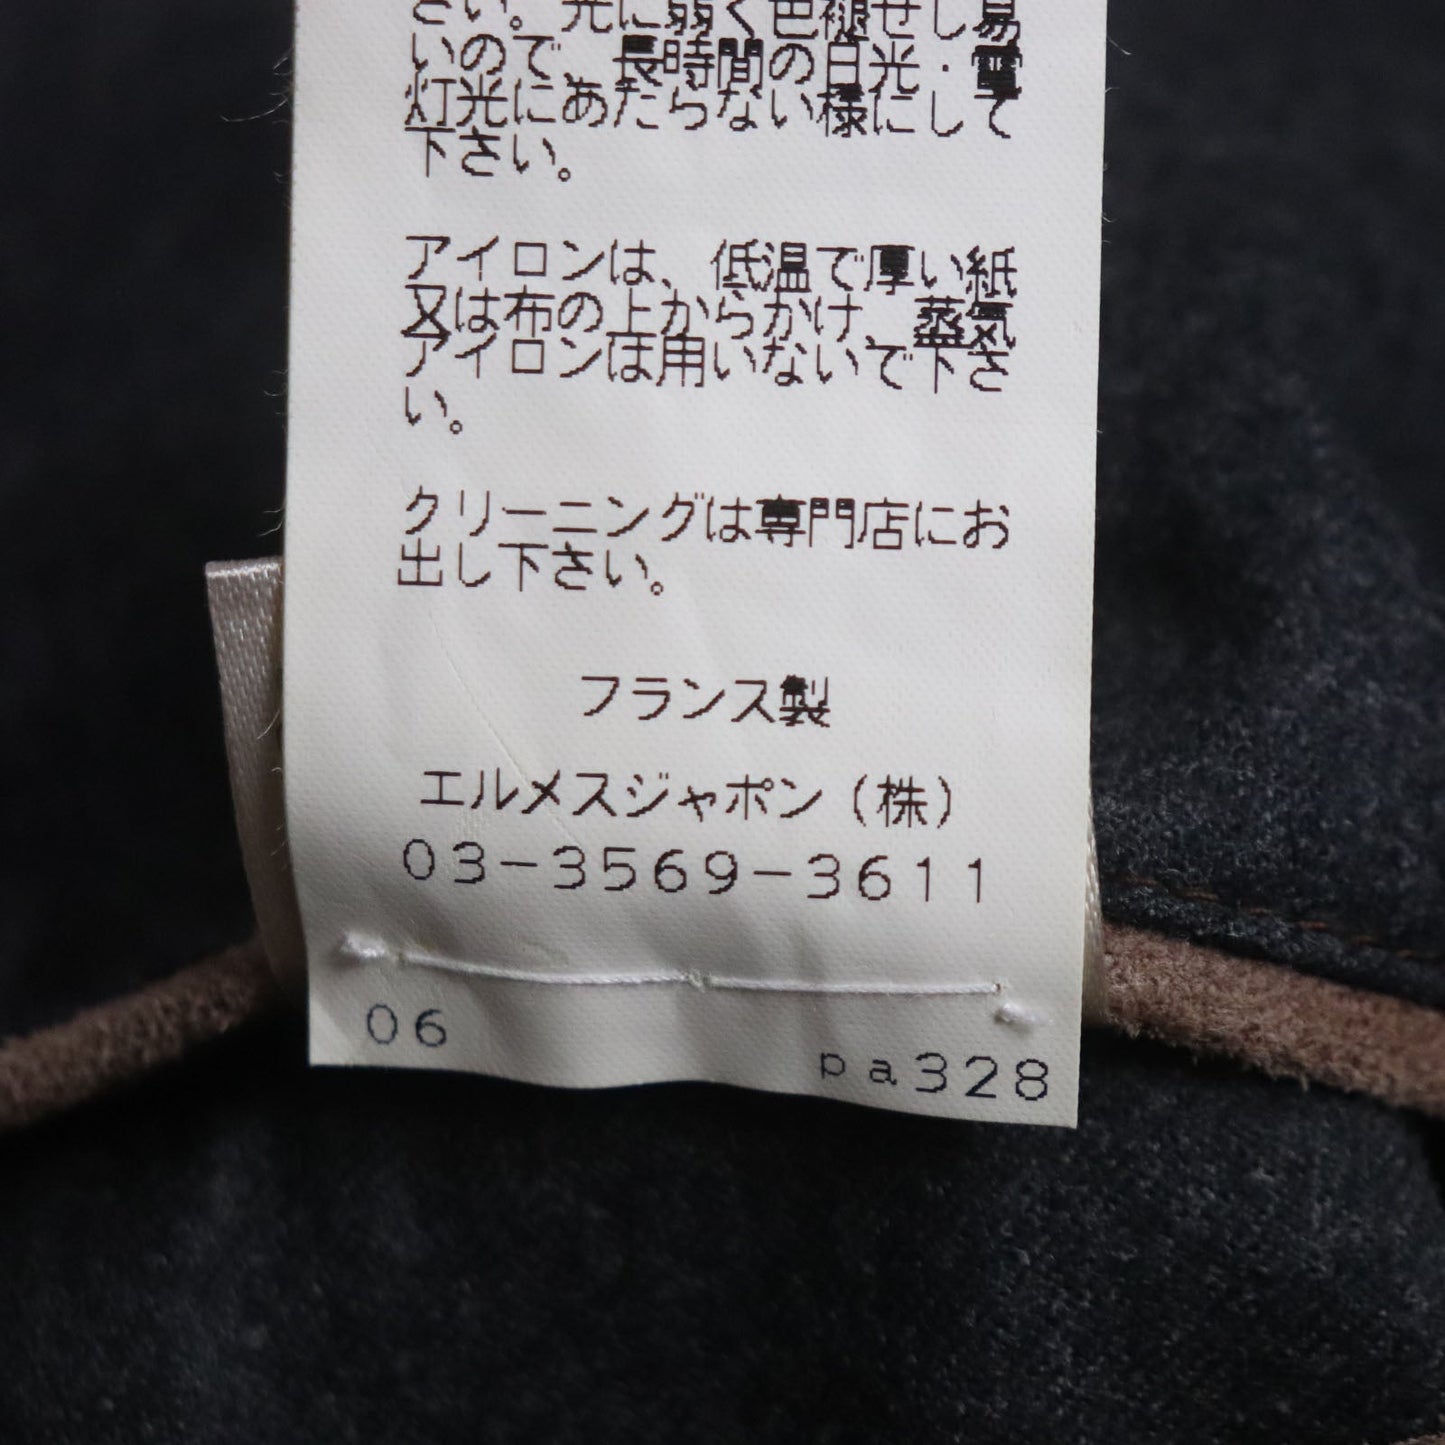 さい。光に弱く色褪せし易
いので、長時間の日光・電
灯光にあたらない様にして
下さい。
アイロンは、低温で厚い紙
又は布の上からかけ、蒸気
アイロンは用いないで下さ
い。
クリーニングは専門店にお
出し下さい。
フランス製
エルメスジャポン(株)
03-3569-3611
06
pa328